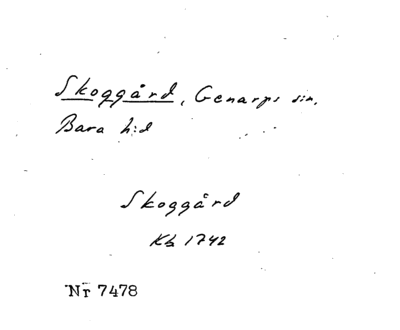 Skoggård, Genarps sn,
Bara h:d
Skoggård
Kb 1742
Nr 7478